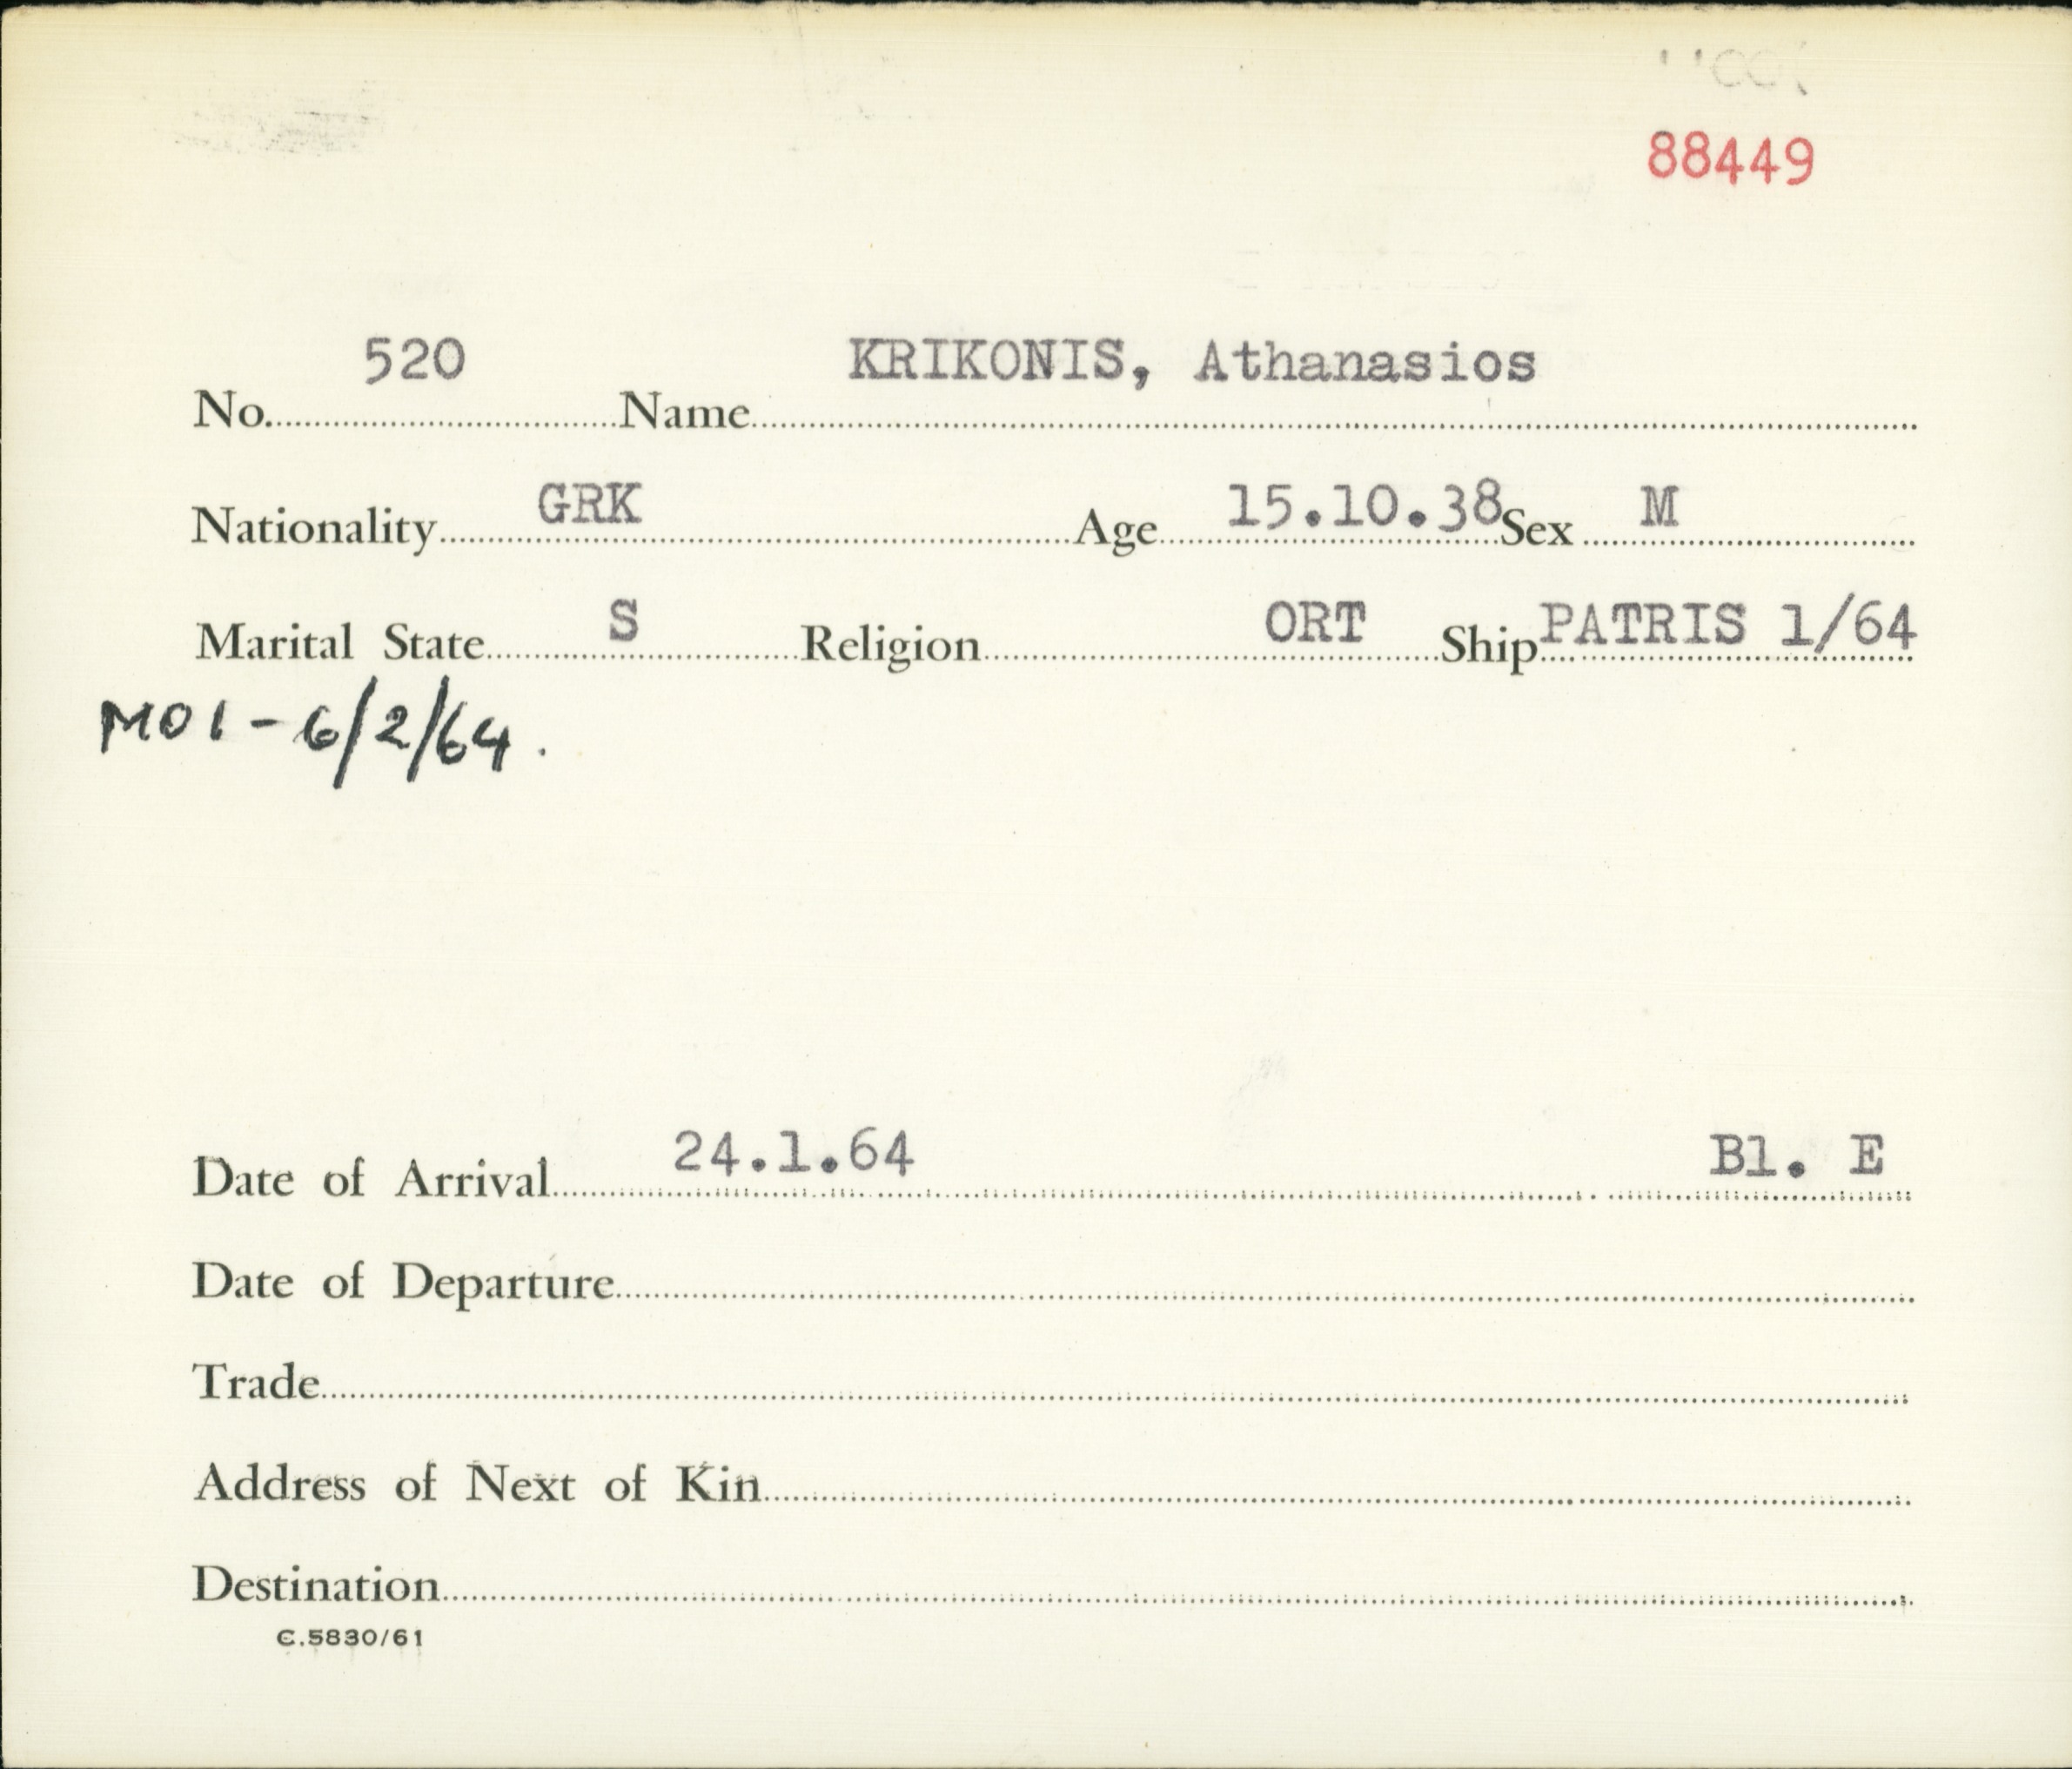 88449
520 KRIKONIS, Athanasios
No. Name
Nationality GRK Age 15.10.38 Sex M
Marital State S Religion ORT Ship PATRIS 1/64
MO1 - 6/2/64.
Date of Arrival 24.1.64 Bl. E
Date of Departure
Trade
Address of Next of Kin
Destination
C.5830/61